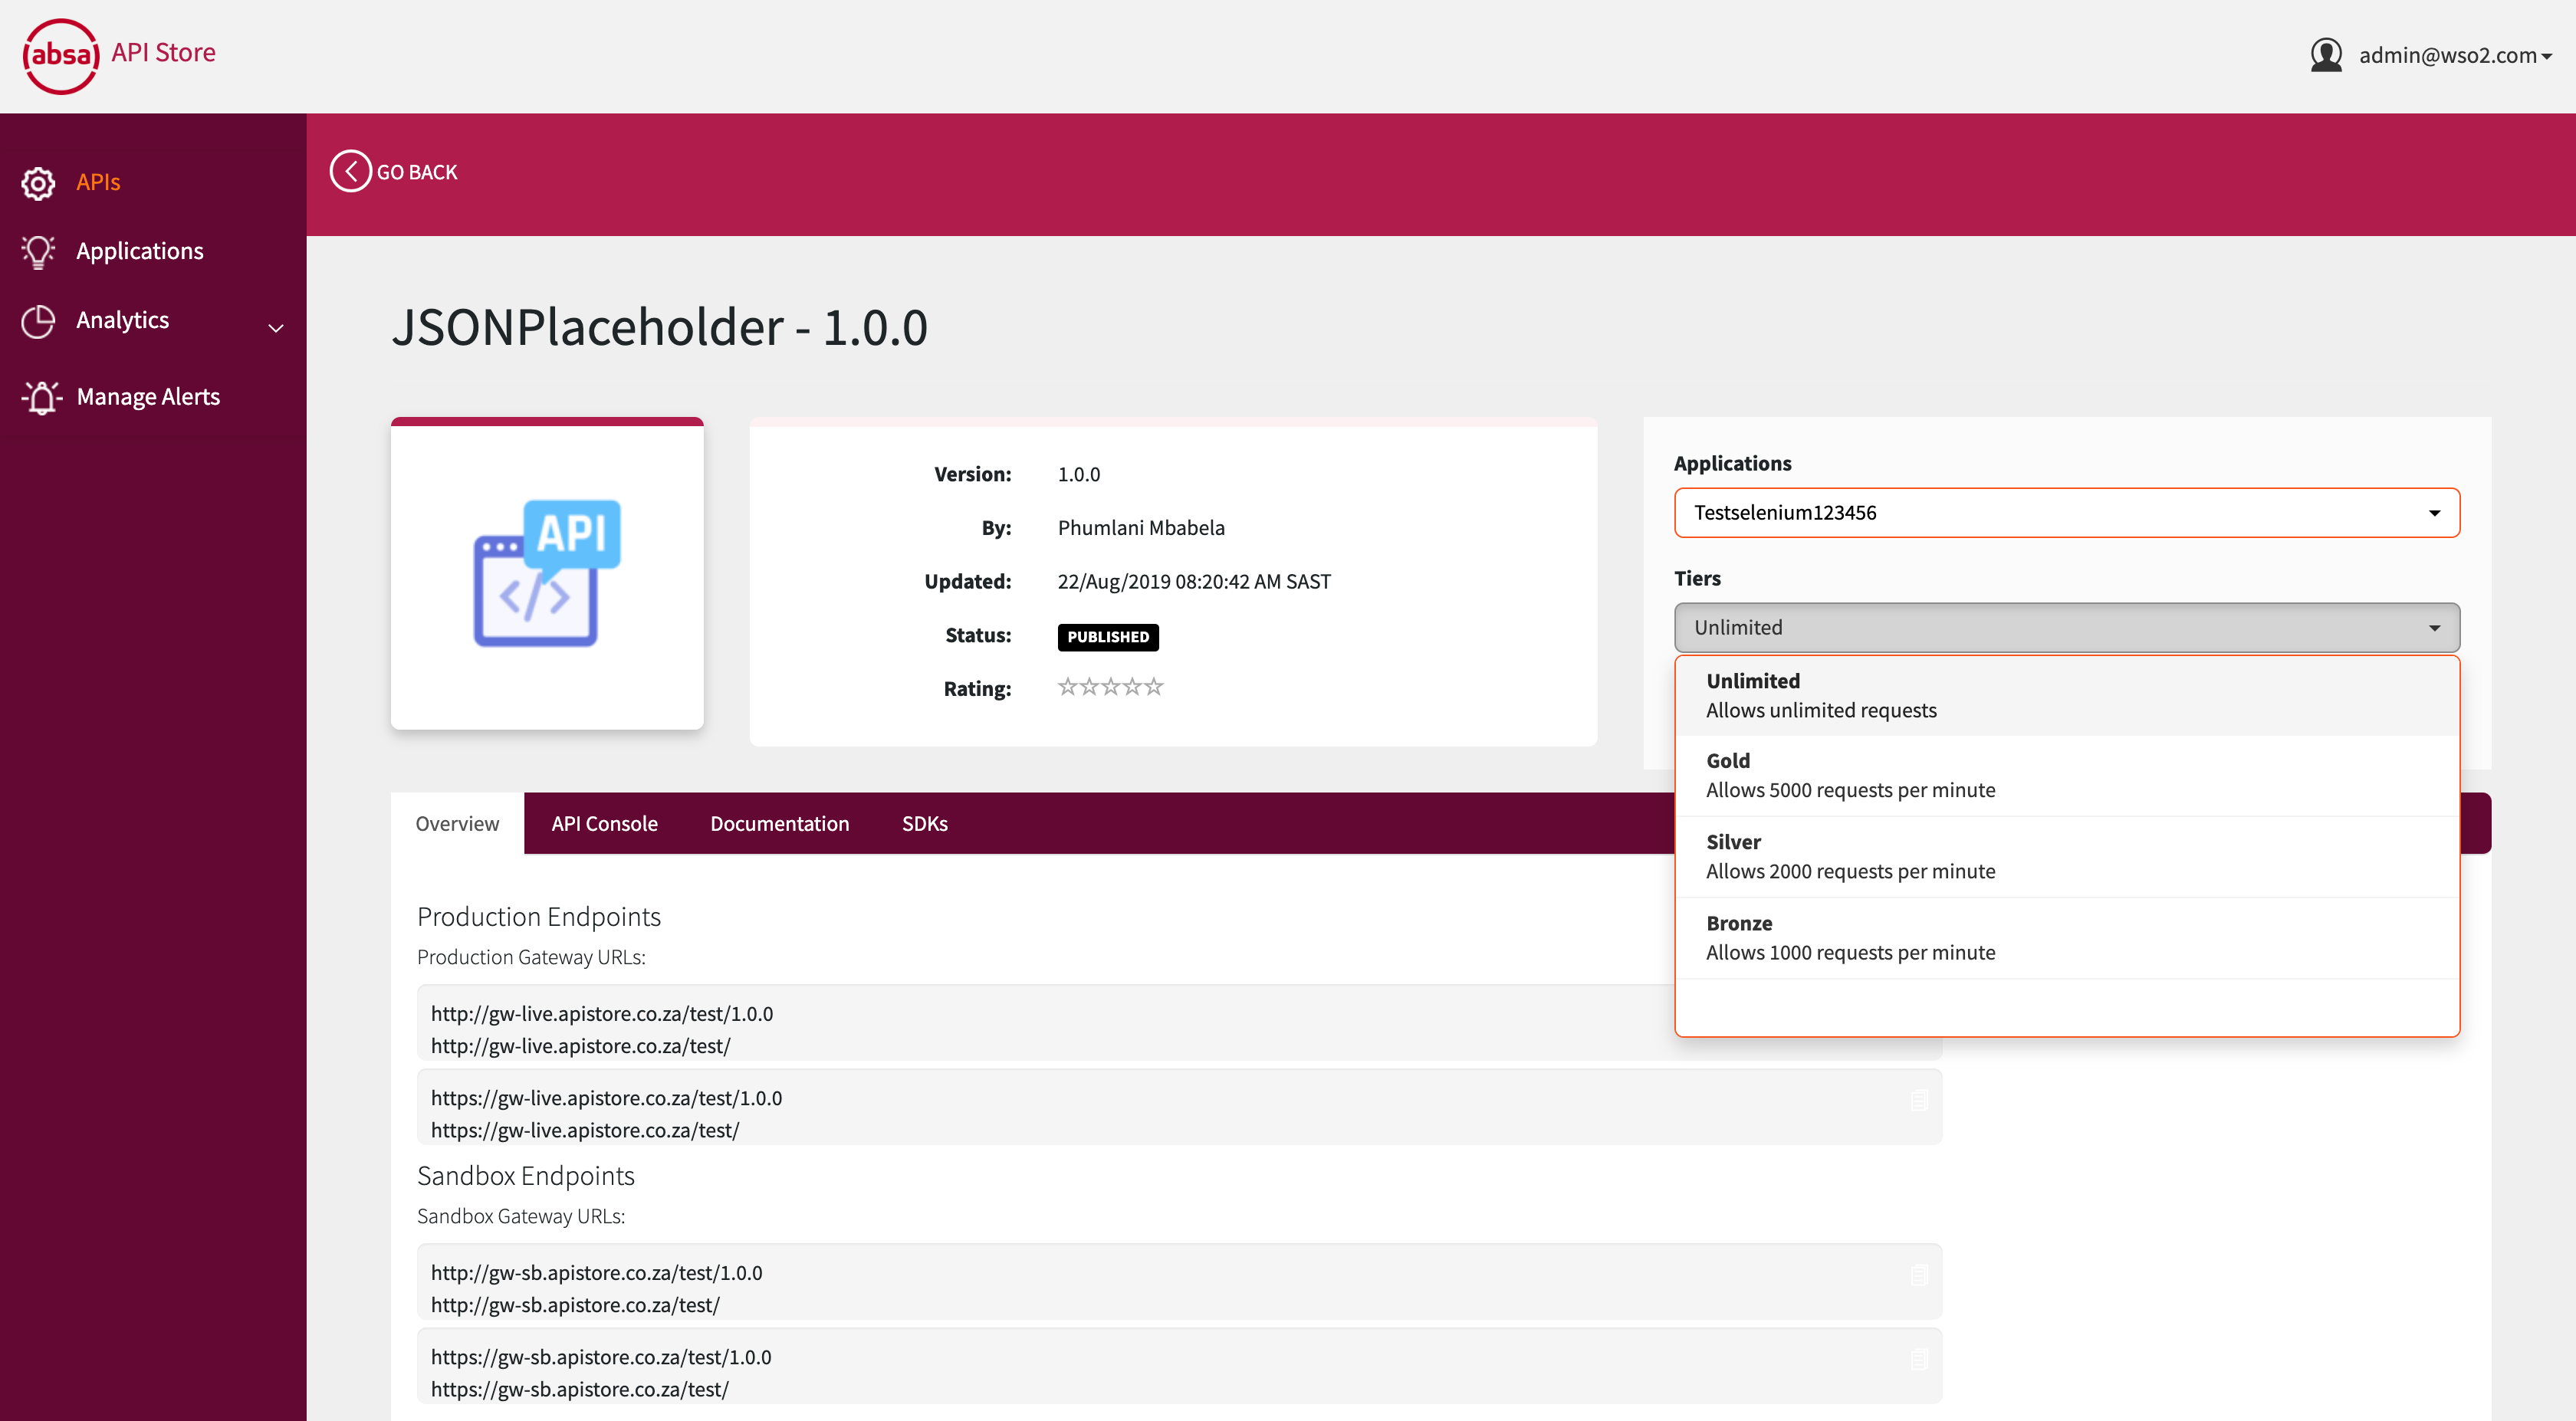 absa API Store
admin@wso2.com
APIs
Applications
Analytics
Manage Alerts
GO BACK
JSONPlaceholder - 1.0.0
API
</>
Version: 1.0.0
By: Phumlani Mbabela
Updated: 22/Aug/2019 08:20:42 AM SAST
Status: PUBLISHED
Rating:
Applications
Testselenium123456
Tiers
Unlimited
Unlimited
Allows unlimited requests
Gold
Allows 5000 requests per minute
Silver
Allows 2000 requests per minute
Bronze
Allows 1000 requests per minute
Overview API Console Documentation SDKs
Production Endpoints
Production Gateway URLs:
http://gw-live.apistore.co.za/test/1.0.0
http://gw-live.apistore.co.za/test/
https://gw-live.apistore.co.za/test/1.0.0
https://gw-live.apistore.co.za/test/
Sandbox Endpoints
Sandbox Gateway URLs:
http://gw-sb.apistore.co.za/test/1.0.0
http://gw-sb.apistore.co.za/test/
https://gw-sb.apistore.co.za/test/1.0.0
https://gw-sb.apistore.co.za/test/